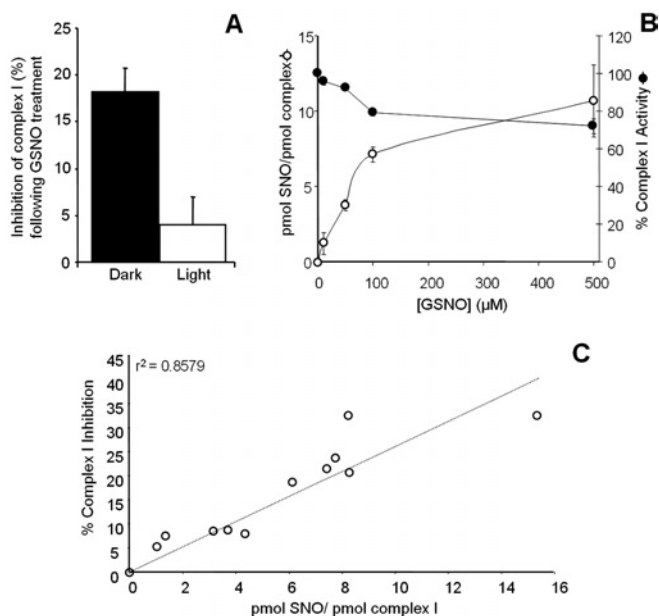 A
Inhibition of complex I (%)
following GSNO treatment
25
20
15
10
5
0
Dark Light
B
pmol SNO/pmol complex I
15
10
5
0
% Complex I Activity
120
100
80
60
40
20
0
0 100 200 300 400 500
[GSNO] (µM)
C
r² = 0.8579
% Complex I Inhibition
45
40
35
30
25
20
15
10
5
0
0 2 4 6 8 10 12 14 16
pmol SNO/ pmol complex I